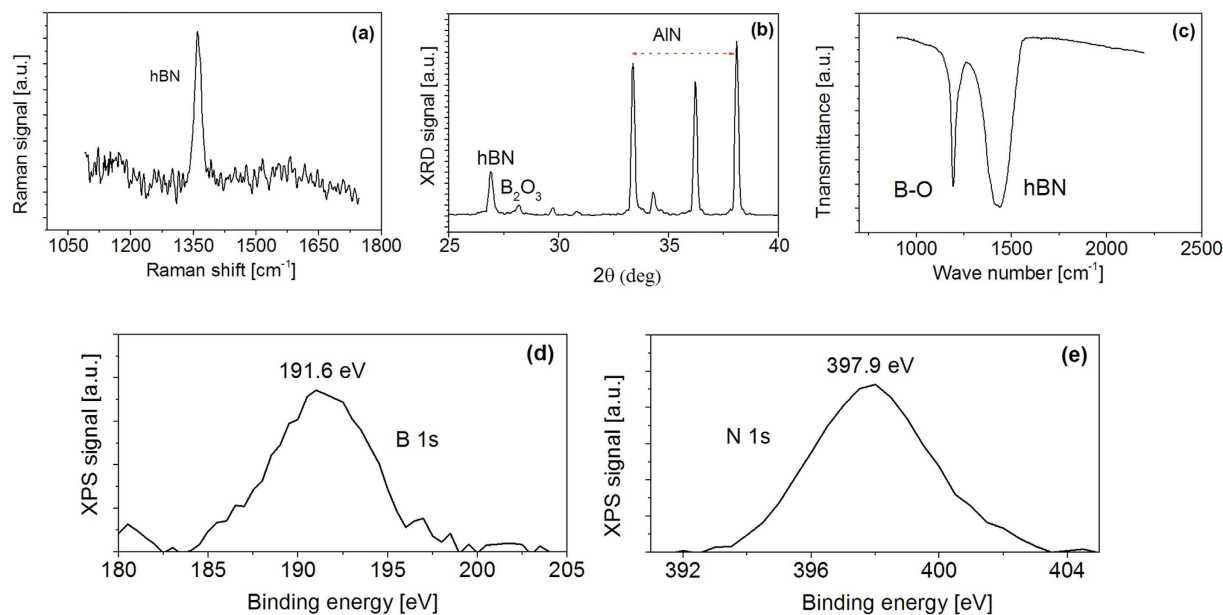 (a)
hBN
Raman signal [a.u.]
1050 1200 1350 1500 1650 1800
Raman shift [cm⁻¹]
(b)
AlN
hBN
B₂O₃
XRD signal [a.u.]
25 30 35 40
2θ (deg)
(c)
B-O
hBN
Tnansmittance [a.u.]
1000 1500 2000 2500
Wave number [cm⁻¹]
(d)
191.6 eV
B 1s
XPS signal [a.u.]
180 185 190 195 200 205
Binding energy [eV]
(e)
397.9 eV
N 1s
XPS signal [a.u.]
392 396 400 404
Binding energy [eV]